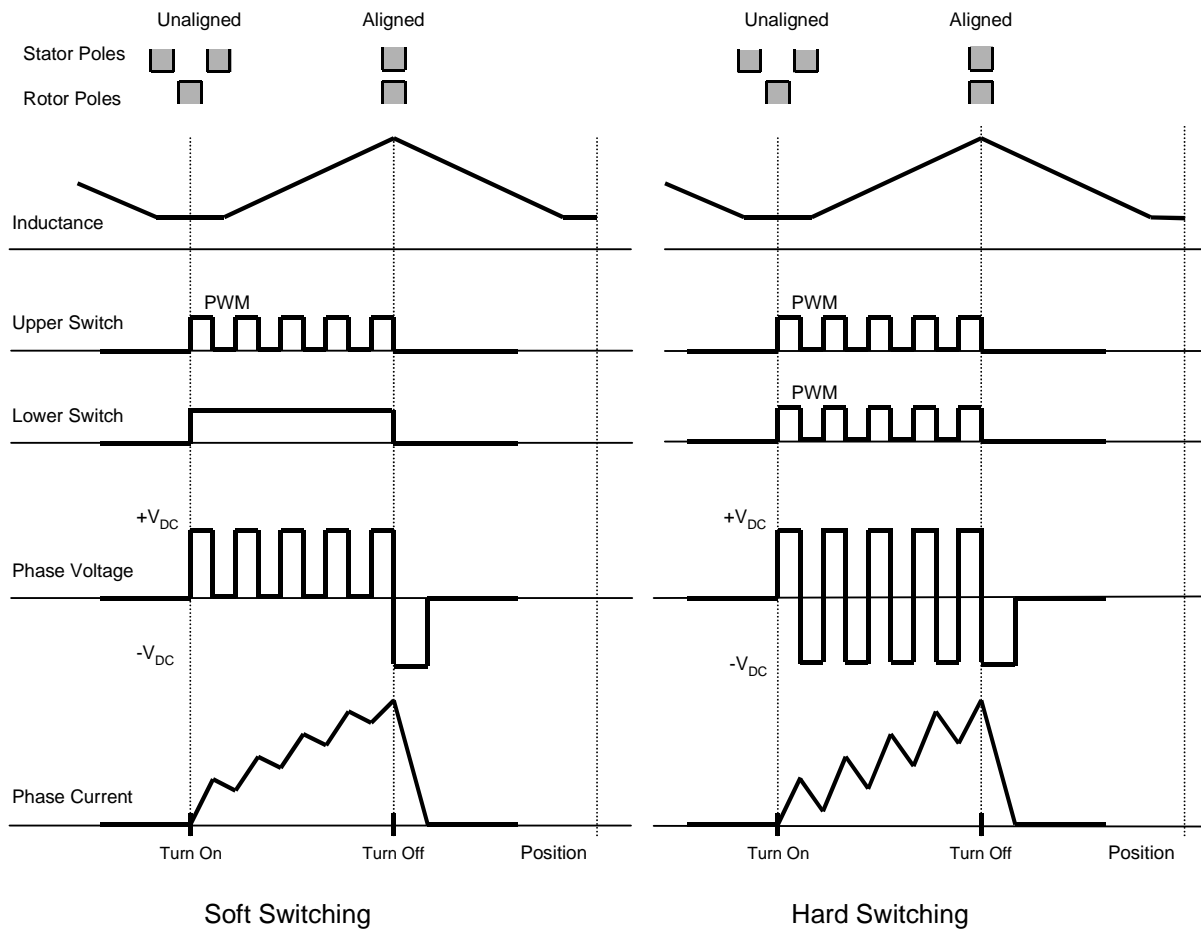 Unaligned Aligned
Stator Poles
Rotor Poles
Inductance
PWM
Upper Switch
Lower Switch
+VDC
Phase Voltage
-VDC
Phase Current
Turn On Turn Off Position
Soft Switching
Unaligned Aligned
PWM
PWM
+VDC
-VDC
Turn On Turn Off Position
Hard Switching